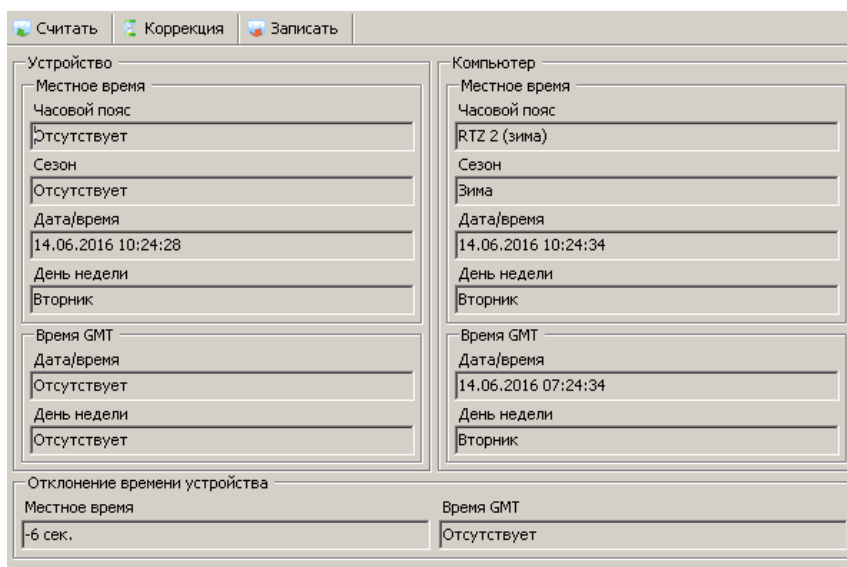 Считать Коррекция Записать
Устройство
Местное время
Часовой пояс
Отсутствует
Сезон
Отсутствует
Дата/время
14.06.2016 10:24:28
День недели
Вторник
Время GMT
Дата/время
Отсутствует
День недели
Отсутствует
Компьютер
Местное время
Часовой пояс
RTZ 2 (зима)
Сезон
Зима
Дата/время
14.06.2016 10:24:34
День недели
Вторник
Время GMT
Дата/время
14.06.2016 07:24:34
День недели
Вторник
Отклонение времени устройства
Местное время
-6 сек.
Время GMT
Отсутствует